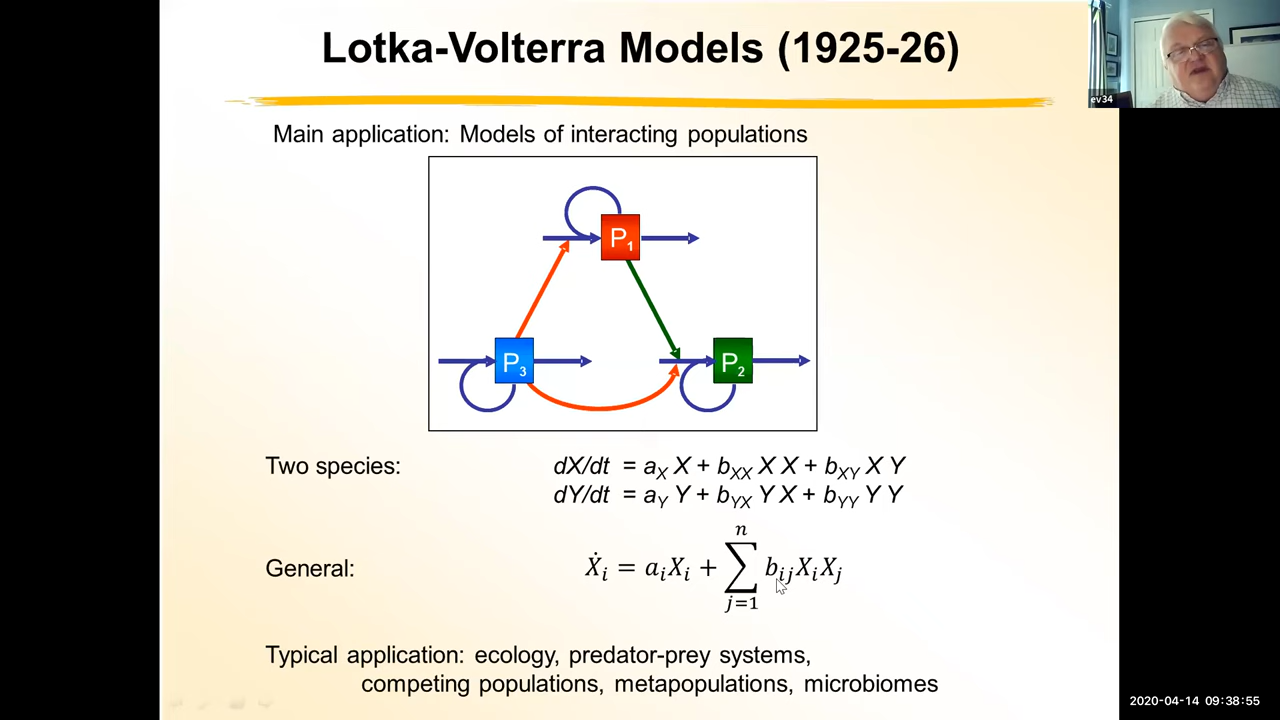 Lotka-Volterra Models (1925-26)
ev34
Main application: Models of interacting populations
P1
P3
P2
Two species:
dX/dt = aX X + bXX X X + bXY X Y
dY/dt = aY Y + bYX Y X + bYY Y Y
General:
Ẋᵢ = aᵢXᵢ + ∑ⁿⱼ₌₁ bᵢⱼXᵢXⱼ
Typical application: ecology, predator-prey systems,
competing populations, metapopulations, microbiomes
2020-04-14 09:38:55